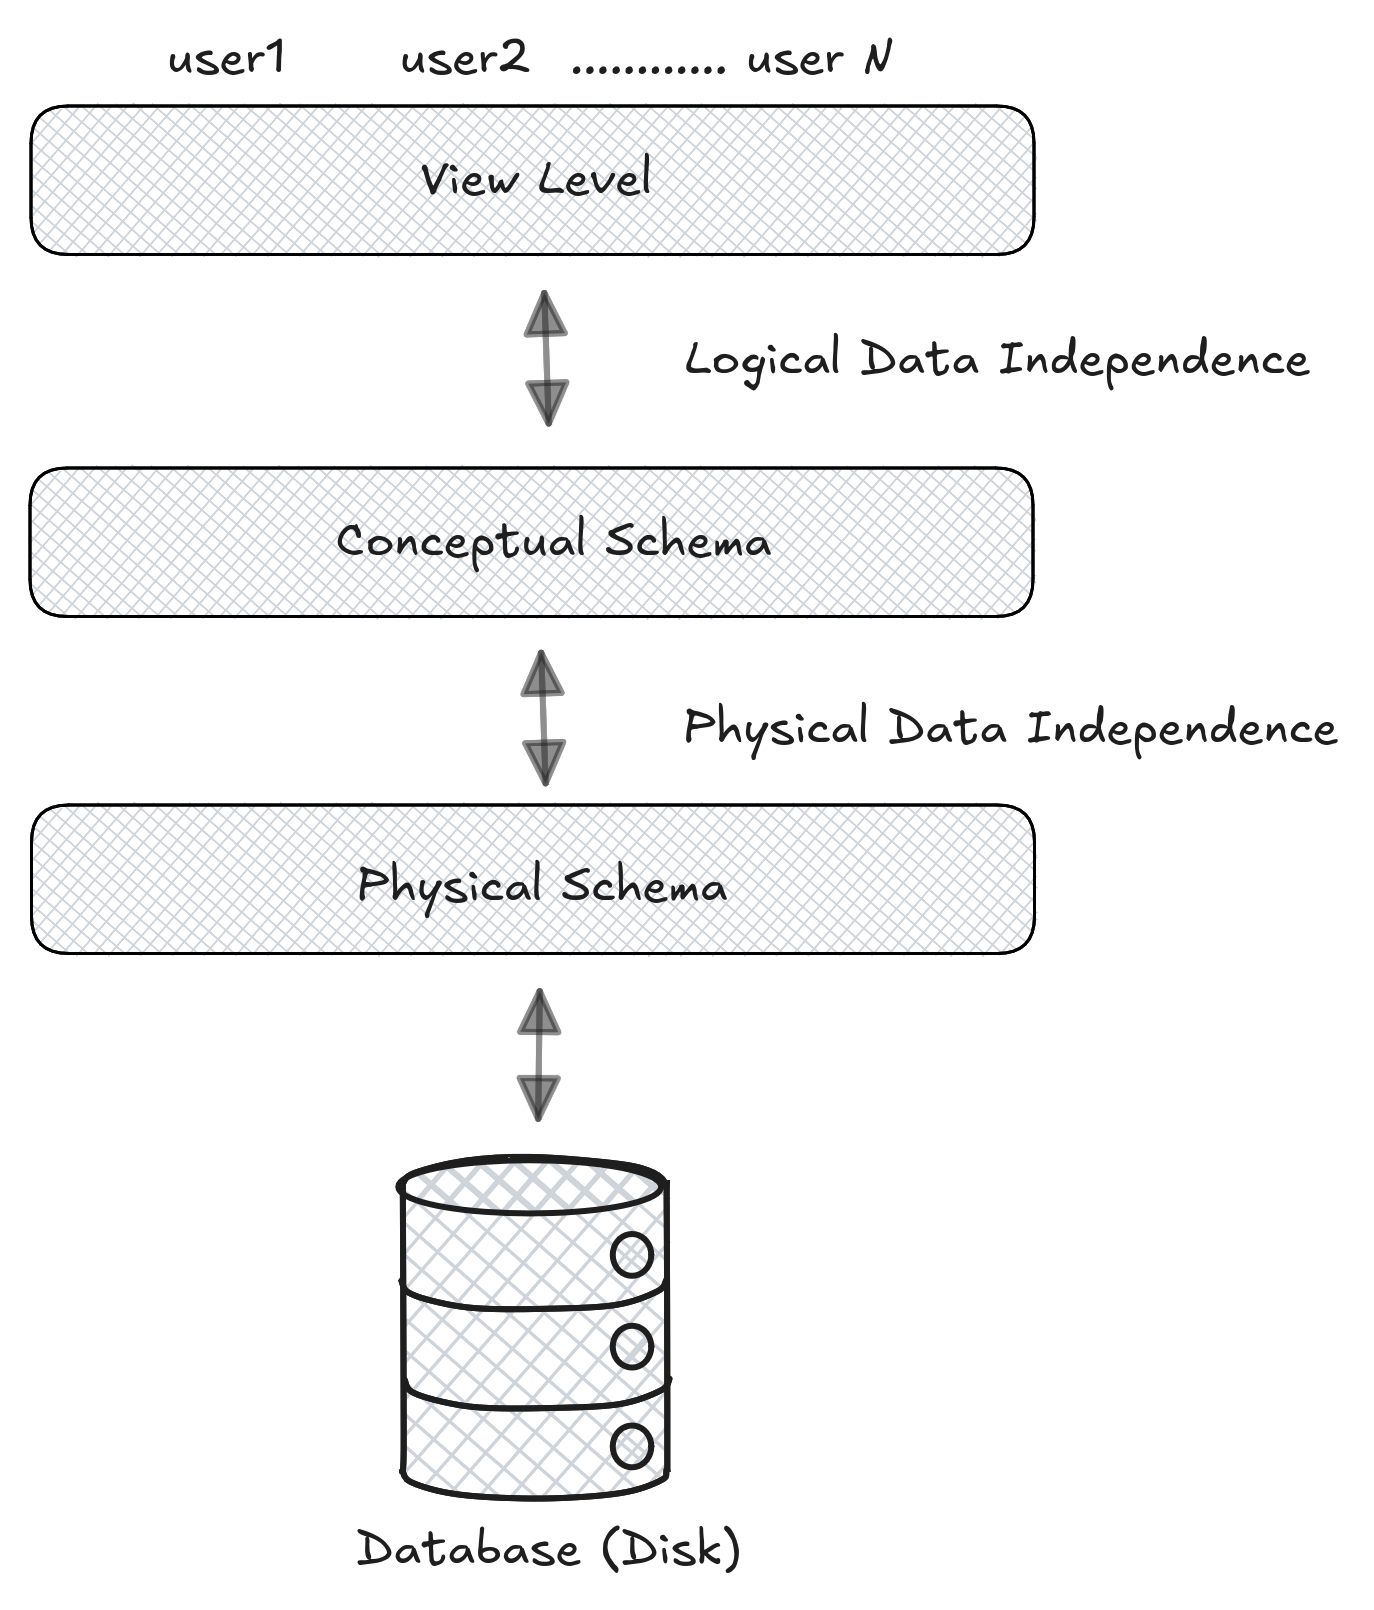 user1 user2 ............ user N
View Level
Logical Data Independence
Conceptual Schema
Physical Data Independence
Physical Schema
Database (Disk)